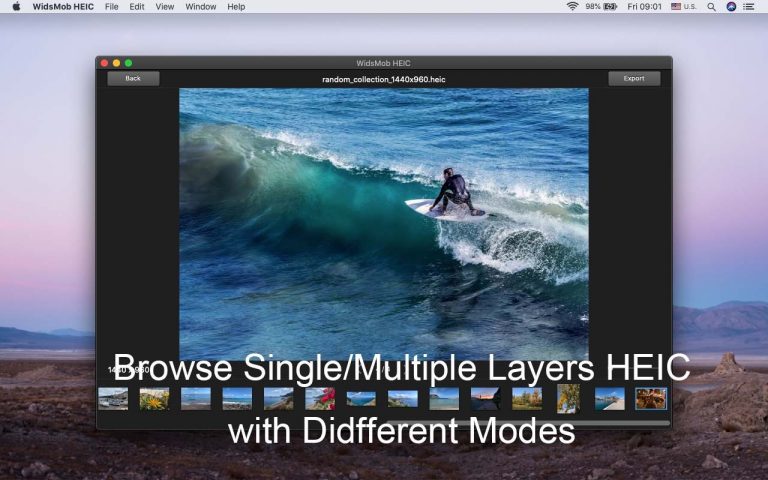 WidsMob HEIC File Edit View Window Help 98% U.S. Fri 09:01
WidsMob HEIC
Back random_collection_1440x960.heic Export
Browse Single/Multiple Layers HEIC
with Didfferent Modes